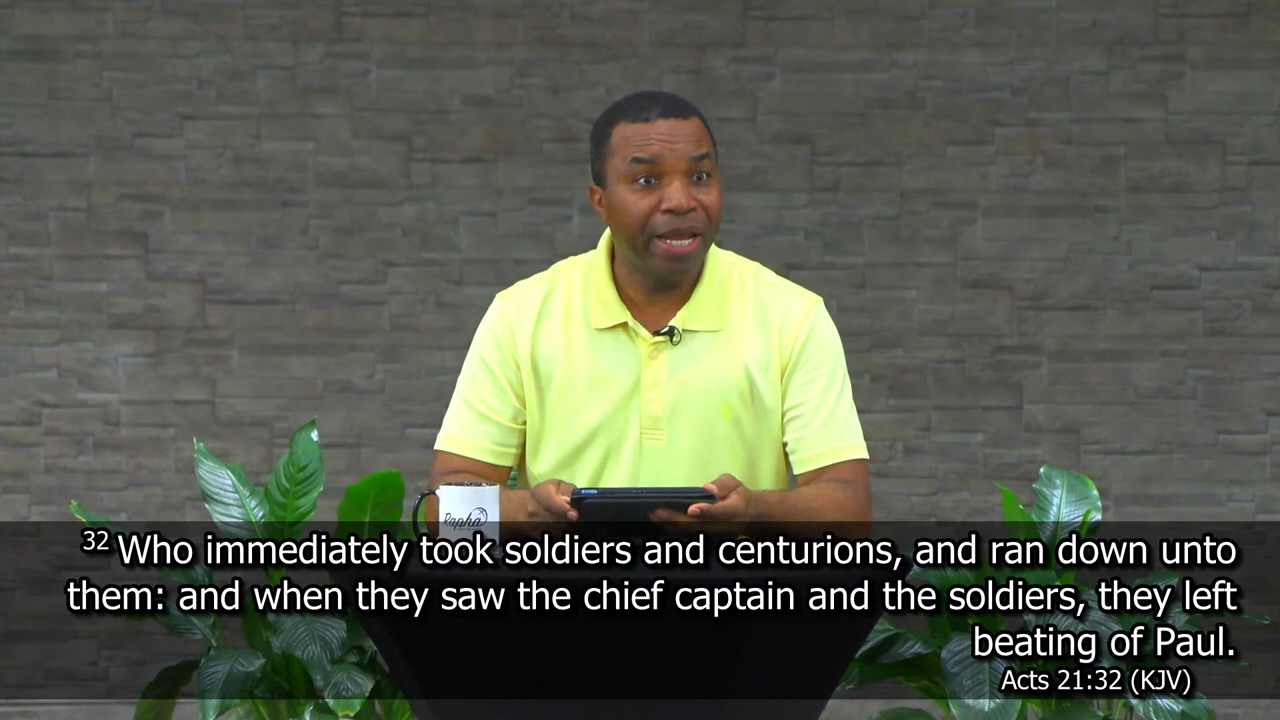 Rapha
32 Who immediately took soldiers and centurions, and ran down unto
them: and when they saw the chief captain and the soldiers, they left
beating of Paul.
Acts 21:32 (KJV)